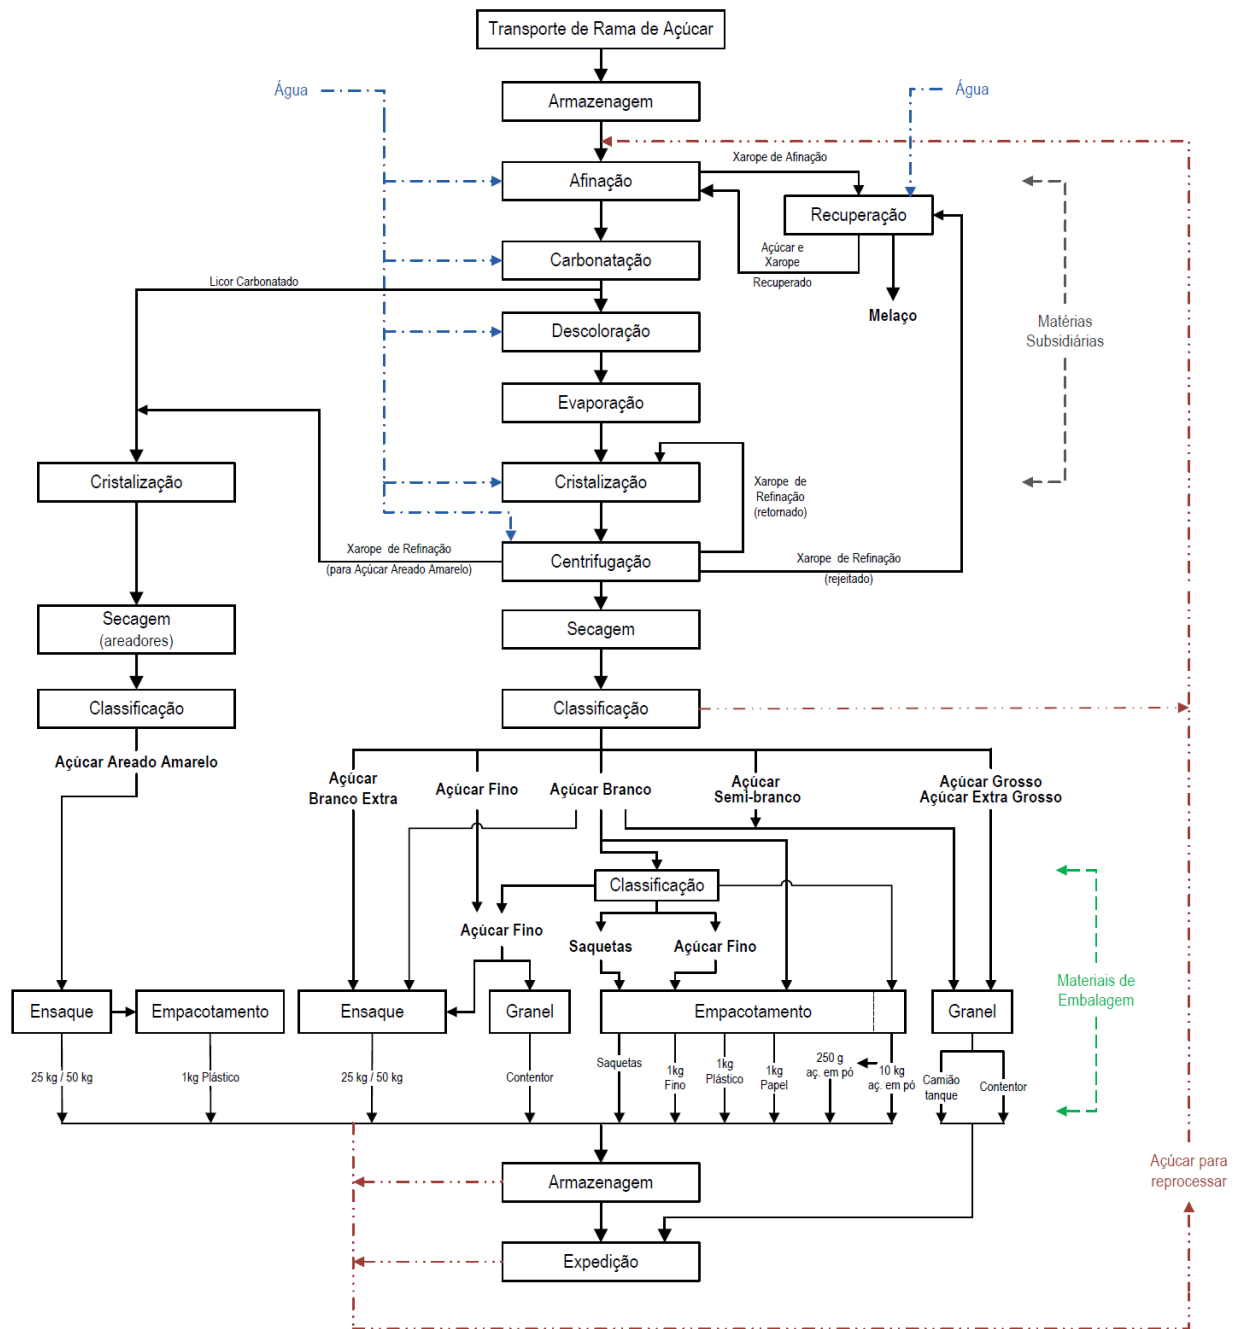 Transporte de Rama de Açúcar
Água
Armazenagem
Água
Xarope de Afinação
Afinação
Recuperação
Açúcar e
Xarope
Recuperado
Carbonatação
Licor Carbonatado
Melaço
Matérias
Subsidiárias
Descoloração
Evaporação
Cristalização
Cristalização
Xarope de
Refinação
(retornado)
Xarope de Refinação
(para Açúcar Areado Amarelo)
Centrifugação
Xarope de Refinação
(rejeitado)
Secagem
(areadores)
Secagem
Classificação
Classificação
Açúcar Areado Amarelo
Açúcar
Branco Extra
Açúcar Fino
Açúcar Branco
Açúcar
Semi-branco
Açúcar Grosso
Açúcar Extra Grosso
Classificação
Açúcar Fino
Saquetas
Açúcar Fino
Materiais de
Embalagem
Ensaque
Empacotamento
Ensaque
Granel
Empacotamento
Granel
25 kg / 50 kg
1kg Plástico
25 kg / 50 kg
Contentor
Saquetas
1kg
Fino
1kg
Plástico
1kg
Papel
250 g
aç. em pó
10 kg
aç. em pó
Camião
tanque
Contentor
Armazenagem
Açúcar para
reprocessar
Expedição